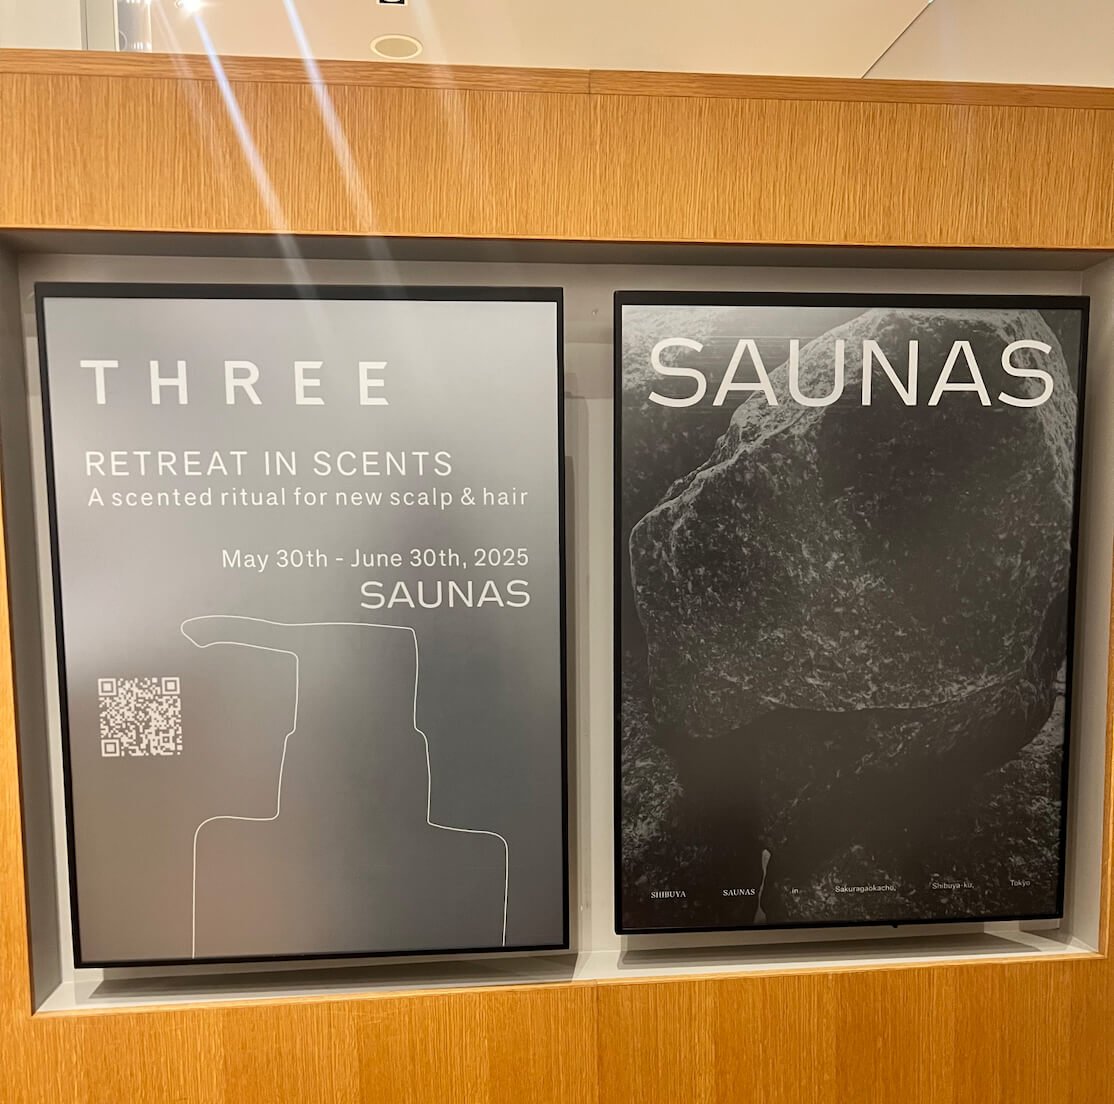 THREE
RETREAT IN SCENTS
A scented ritual for new scalp & hair
May 30th - June 30th, 2025
SAUNAS
SAUNAS
SHIBUYA SAUNAS in Sakuragaokacho, Shibuya-ku, Tokyo